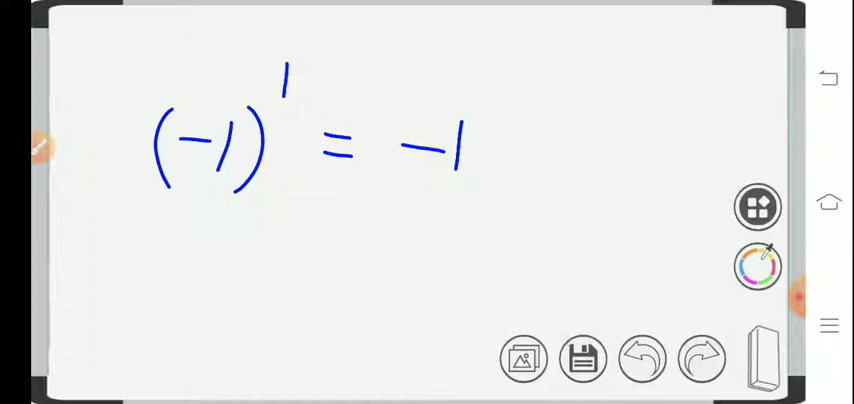 (-1)¹ = -1